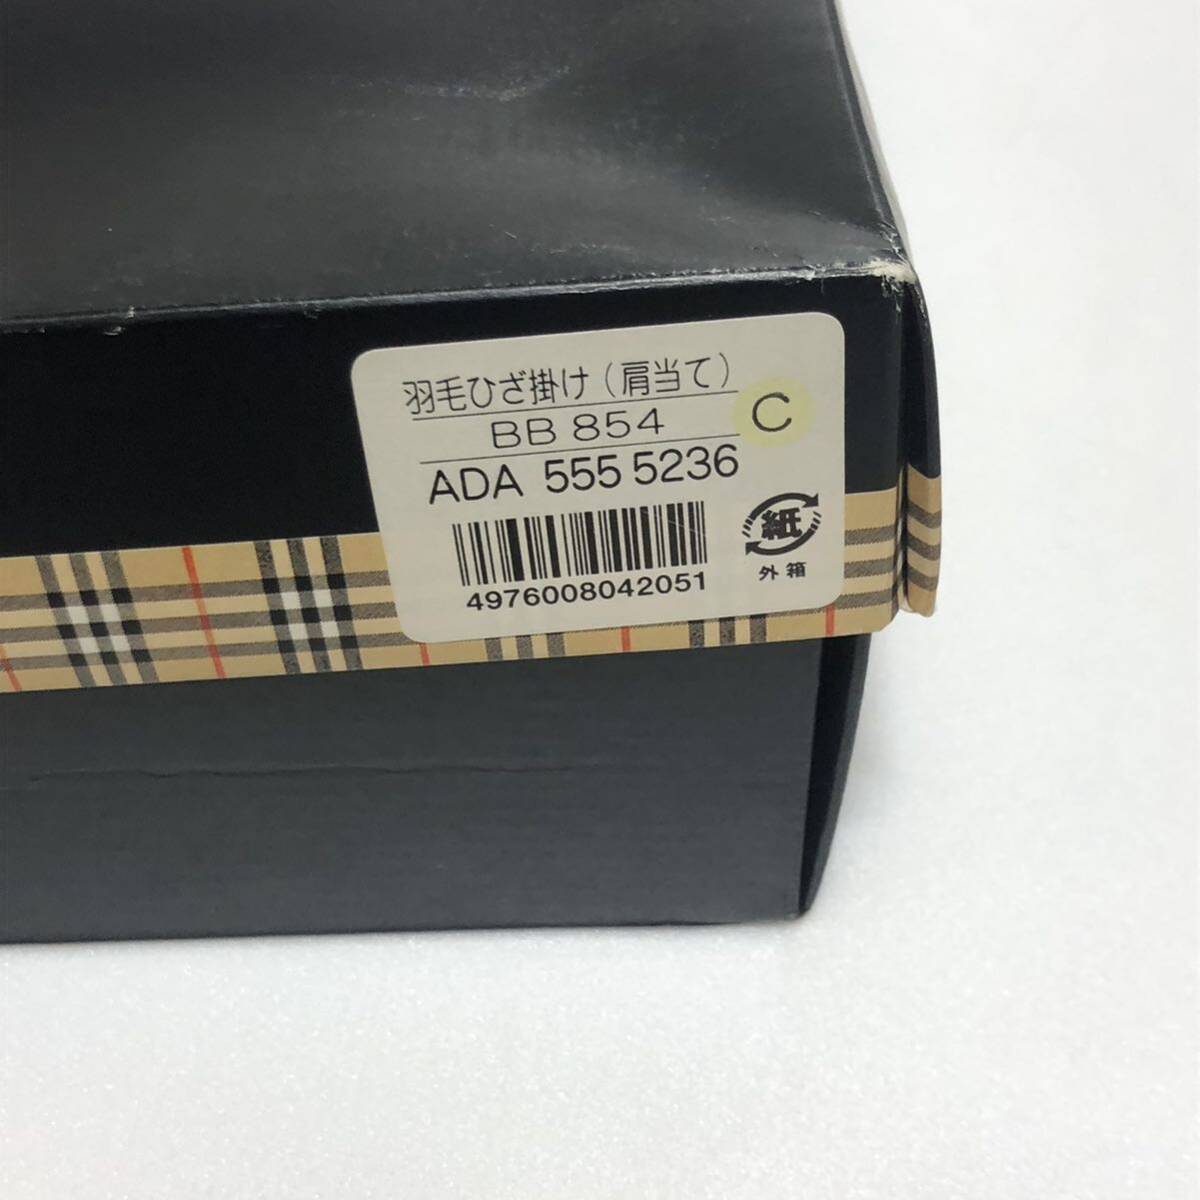 羽毛ひざ掛け(肩当て)
BB 854
C
ADA 555 5236
紙
外箱
4976008042051